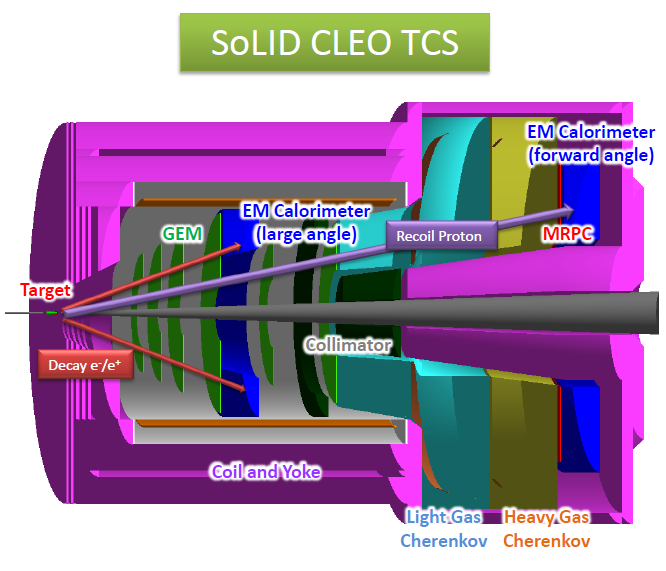 SoLID CLEO TCS
EM Calorimeter
(forward angle)
EM Calorimeter
(large angle)
GEM
Recoil Proton
MRPC
Target
Collimator
Decay e-/e+
Coil and Yoke
Light Gas
Cherenkov
Heavy Gas
Cherenkov